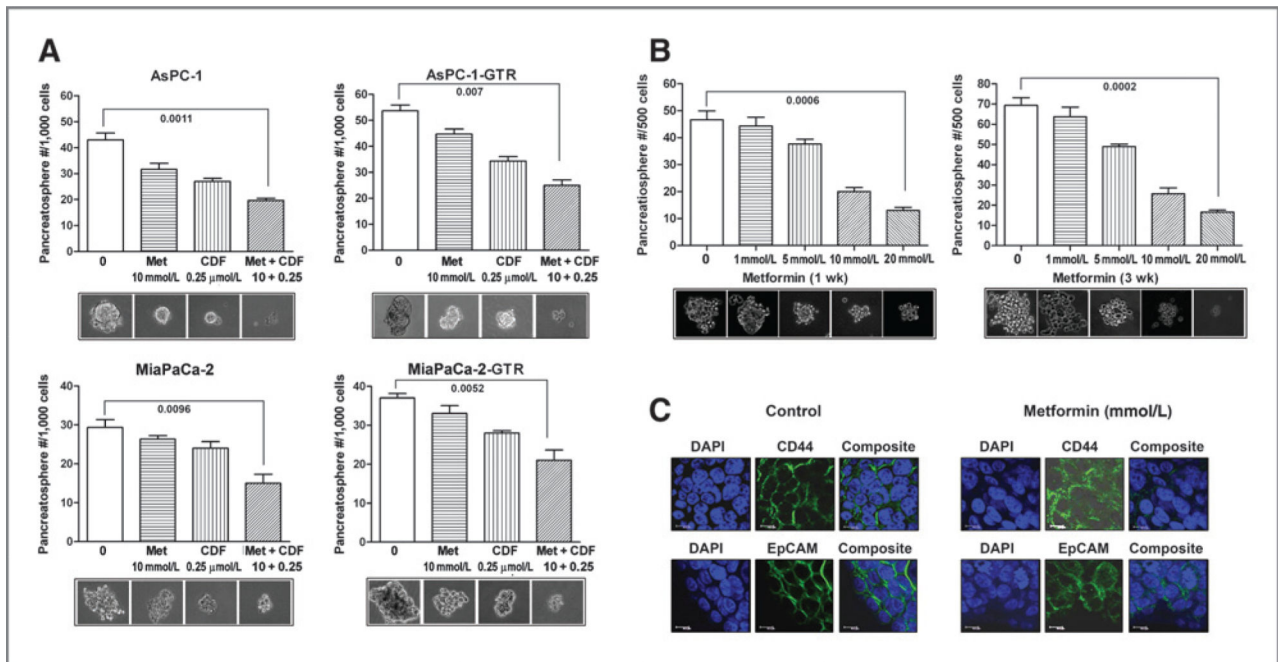 A
AsPC-1
Pancreatosphere #/1,000 cells
60
50
40
30
20
10
0
0.0011
0
Met
CDF
Met + CDF
10 mmol/L
0.25 µmol/L
10 + 0.25
AsPC-1-GTR
Pancreatosphere #/1,000 cells
60
50
40
30
20
10
0
0.007
0
Met
CDF
Met + CDF
10 mmol/L
0.25 µmol/L
10 + 0.25
MiaPaCa-2
Pancreatosphere #/1,000 cells
40
30
20
10
0
0.0096
0
Met
CDF
Met + CDF
10 mmol/L
0.25 µmol/L
10 + 0.25
MiaPaCa-2-GTR
Pancreatosphere #/1,000 cells
40
30
20
10
0
0.0052
0
Met
CDF
Met + CDF
10 mmol/L
0.25 µmol/L
10 + 0.25
B
Pancreatosphere #/500 cells
60
50
40
30
20
10
0
0.0006
0
1 mmol/L
5 mmol/L
10 mmol/L
20 mmol/L
Metformin (1 wk)
Pancreatiosphere #/500 cells
80
70
60
50
40
30
20
10
0
0.0002
0
1 mmol/L
5 mmol/L
10 mmol/L
20 mmol/L
Metformin (3 wk)
C
Control
Metformin (mmol/L)
DAPI
CD44
Composite
DAPI
CD44
Composite
DAPI
EpCAM
Composite
DAPI
EpCAM
Composite